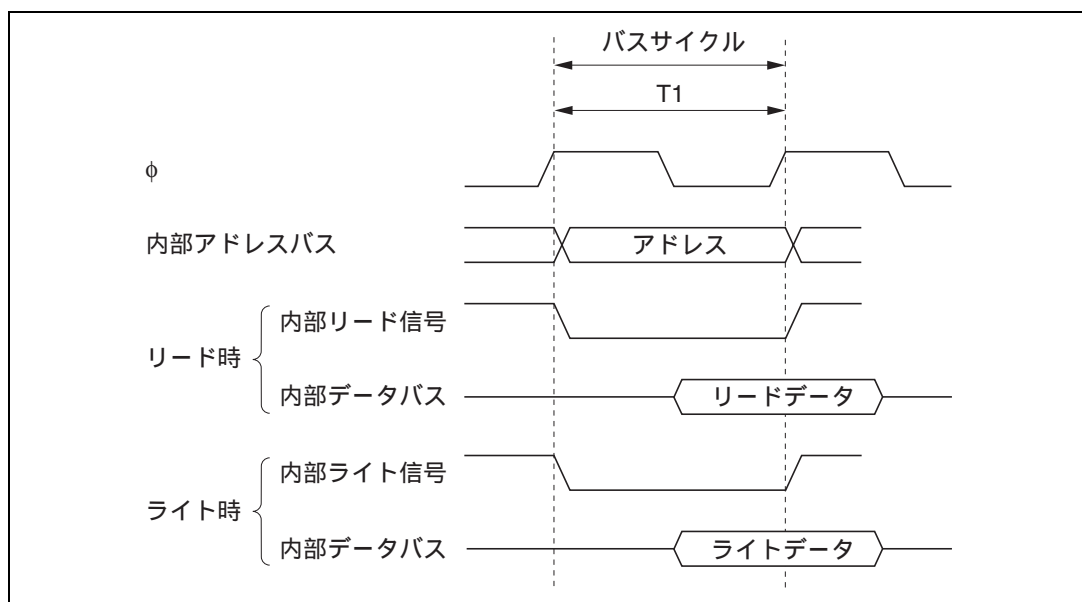 バスサイクル
T1
φ
内部アドレスバス
アドレス
リード時
内部リード信号
内部データバス
リードデータ
ライト時
内部ライト信号
内部データバス
ライトデータ